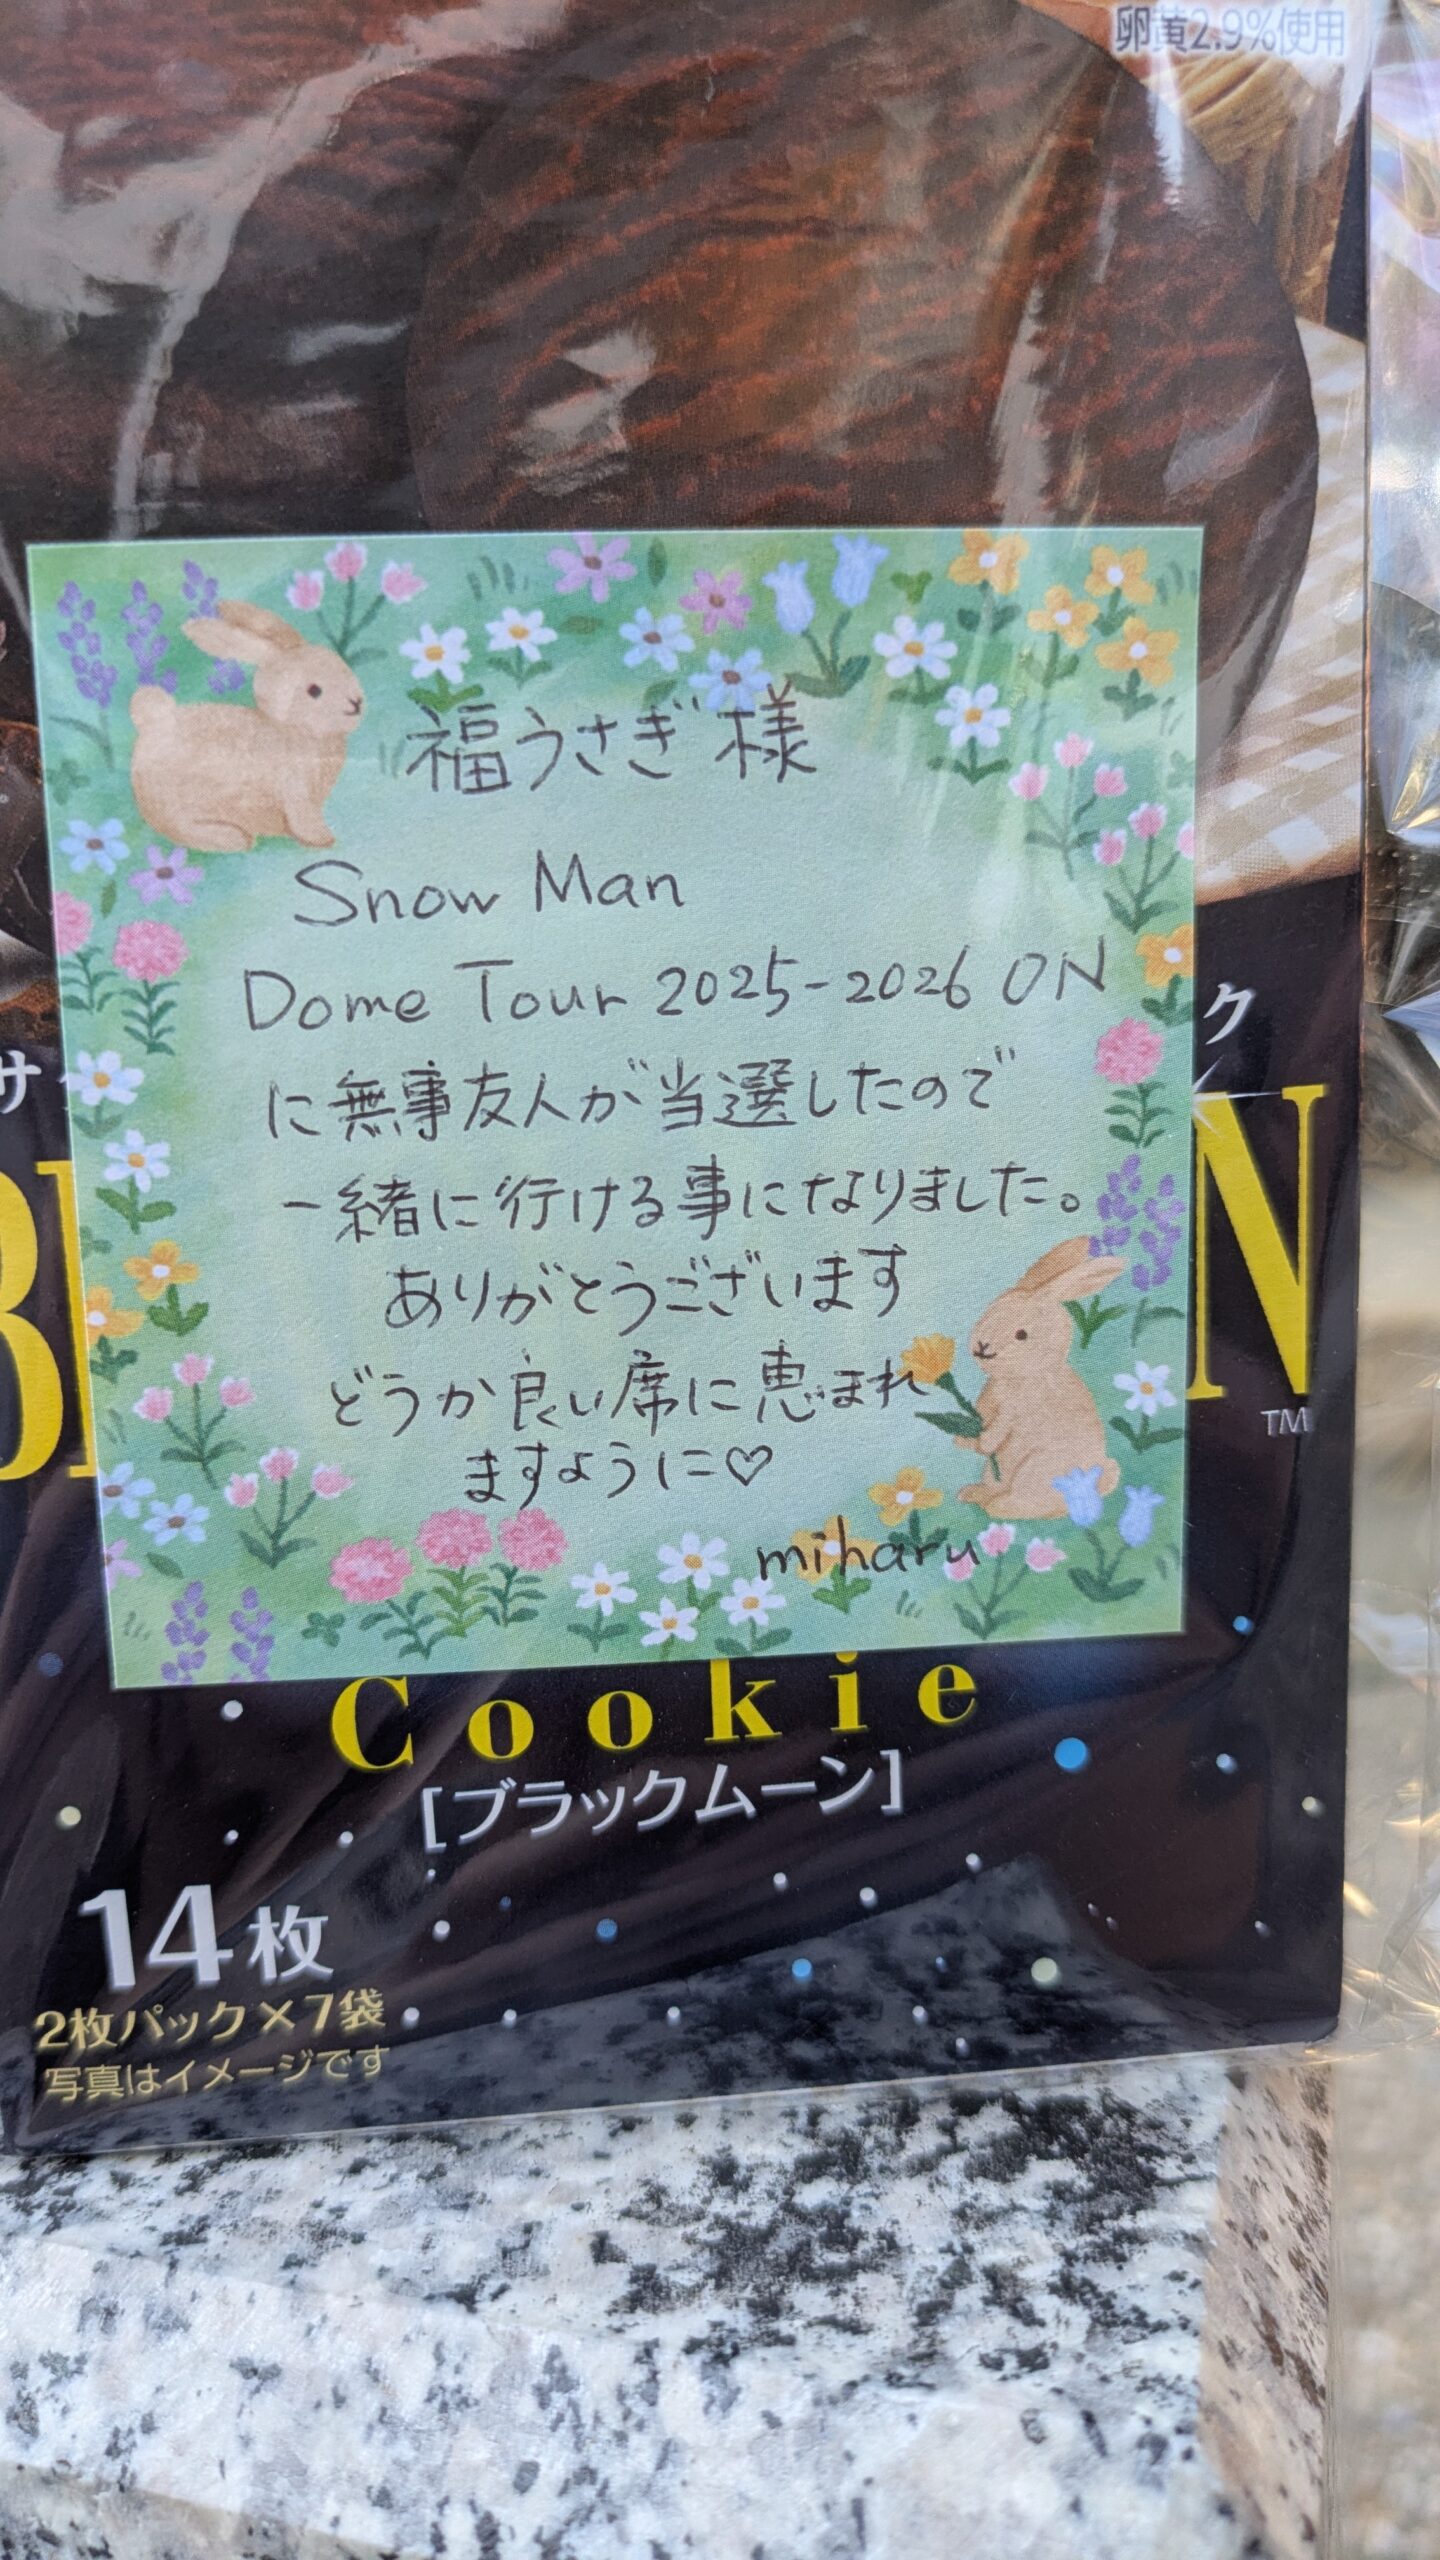 卵黄2.9%使用
福うさぎ様
Snow Man
Dome Tour 2025-2026 ON
に無事友人が当選したので
一緒に行ける事になりました。
ありがとうございます
どうか良い席に恵まれ
ますように♡
miharu
サ
ク
B
N
TM
Cookie
[ブラックムーン]
14枚
2枚パック×7袋
写真はイメージです